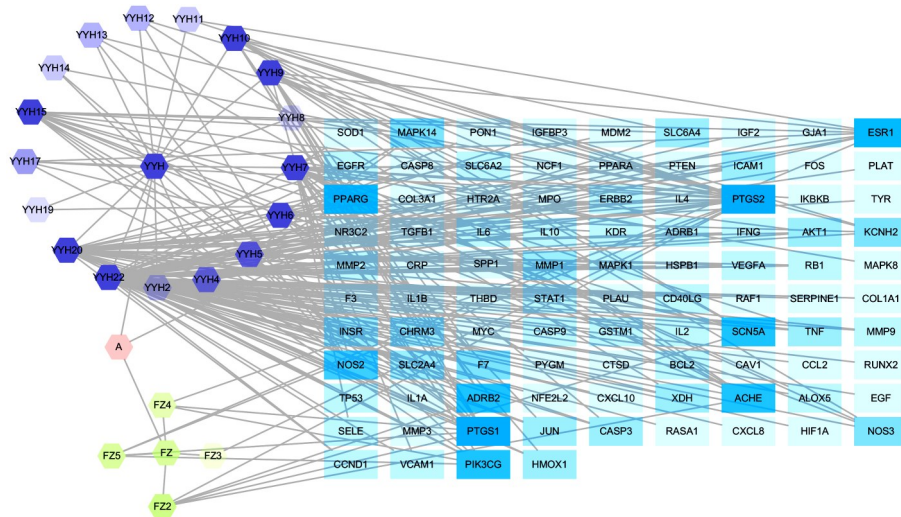 YYH11
YYH12
YYH13
YYH10
YYH14
YYH9
YYH15
YYH8
YYH17
YYH
YYH7
YYH19
YYH6
YYH20
YYH5
YYH22
YYH2
YYH4
A
FZ4
FZ5
FZ
FZ3
FZ2
SOD1 MAPK14 PON1 IGFBP3 MDM2 SLC6A4 IGF2 GJA1 ESR1
EGFR CASP8 SLC6A2 NCF1 PPARA PTEN ICAM1 FOS PLAT
PPARG COL3A1 HTR2A MPO ERBB2 IL4 PTGS2 IKBKB TYR
NR3C2 TGFB1 IL6 IL10 KDR ADRB1 IFNG AKT1 KCNH2
MMP2 CRP SPP1 MMP1 MAPK1 HSPB1 VEGFA RB1 MAPK8
F3 IL1B THBD STAT1 PLAU CD40LG RAF1 SERPINE1 COL1A1
INSR CHRM3 MYC CASP9 GSTM1 IL2 SCN5A TNF MMP9
NOS2 SLC2A4 F7 PYGM CTSD BCL2 CAV1 CCL2 RUNX2
TP53 IL1A ADRB2 NFE2L2 CXCL10 XDH ACHE ALOX5 EGF
SELE MMP3 PTGS1 JUN CASP3 RASA1 CXCL8 HIF1A NOS3
CCND1 VCAM1 PIK3CG HMOX1